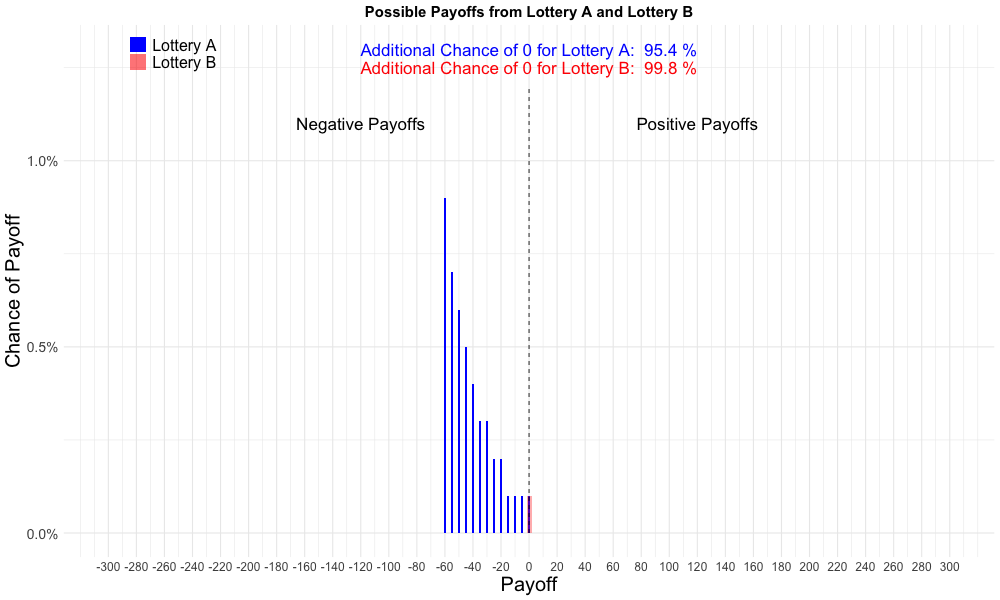 Possible Payoffs from Lottery A and Lottery B
Lottery A
Lottery B
Additional Chance of 0 for Lottery A: 95.4 %
Additional Chance of 0 for Lottery B: 99.8 %
Negative Payoffs
Positive Payoffs
Chance of Payoff
1.0%
0.5%
0.0%
-300 -280 -260 -240 -220 -200 -180 -160 -140 -120 -100 -80 -60 -40 -20 0 20 40 60 80 100 120 140 160 180 200 220 240 260 280 300
Payoff